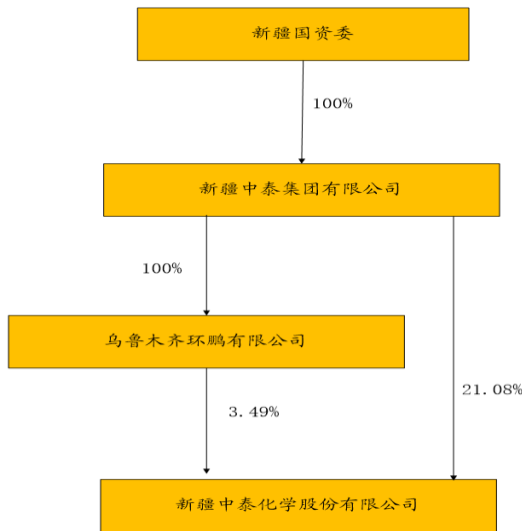 新疆国资委
100%
新疆中泰集团有限公司
100%
乌鲁木齐环鹏有限公司
21.08%
3.49%
新疆中泰化学股份有限公司